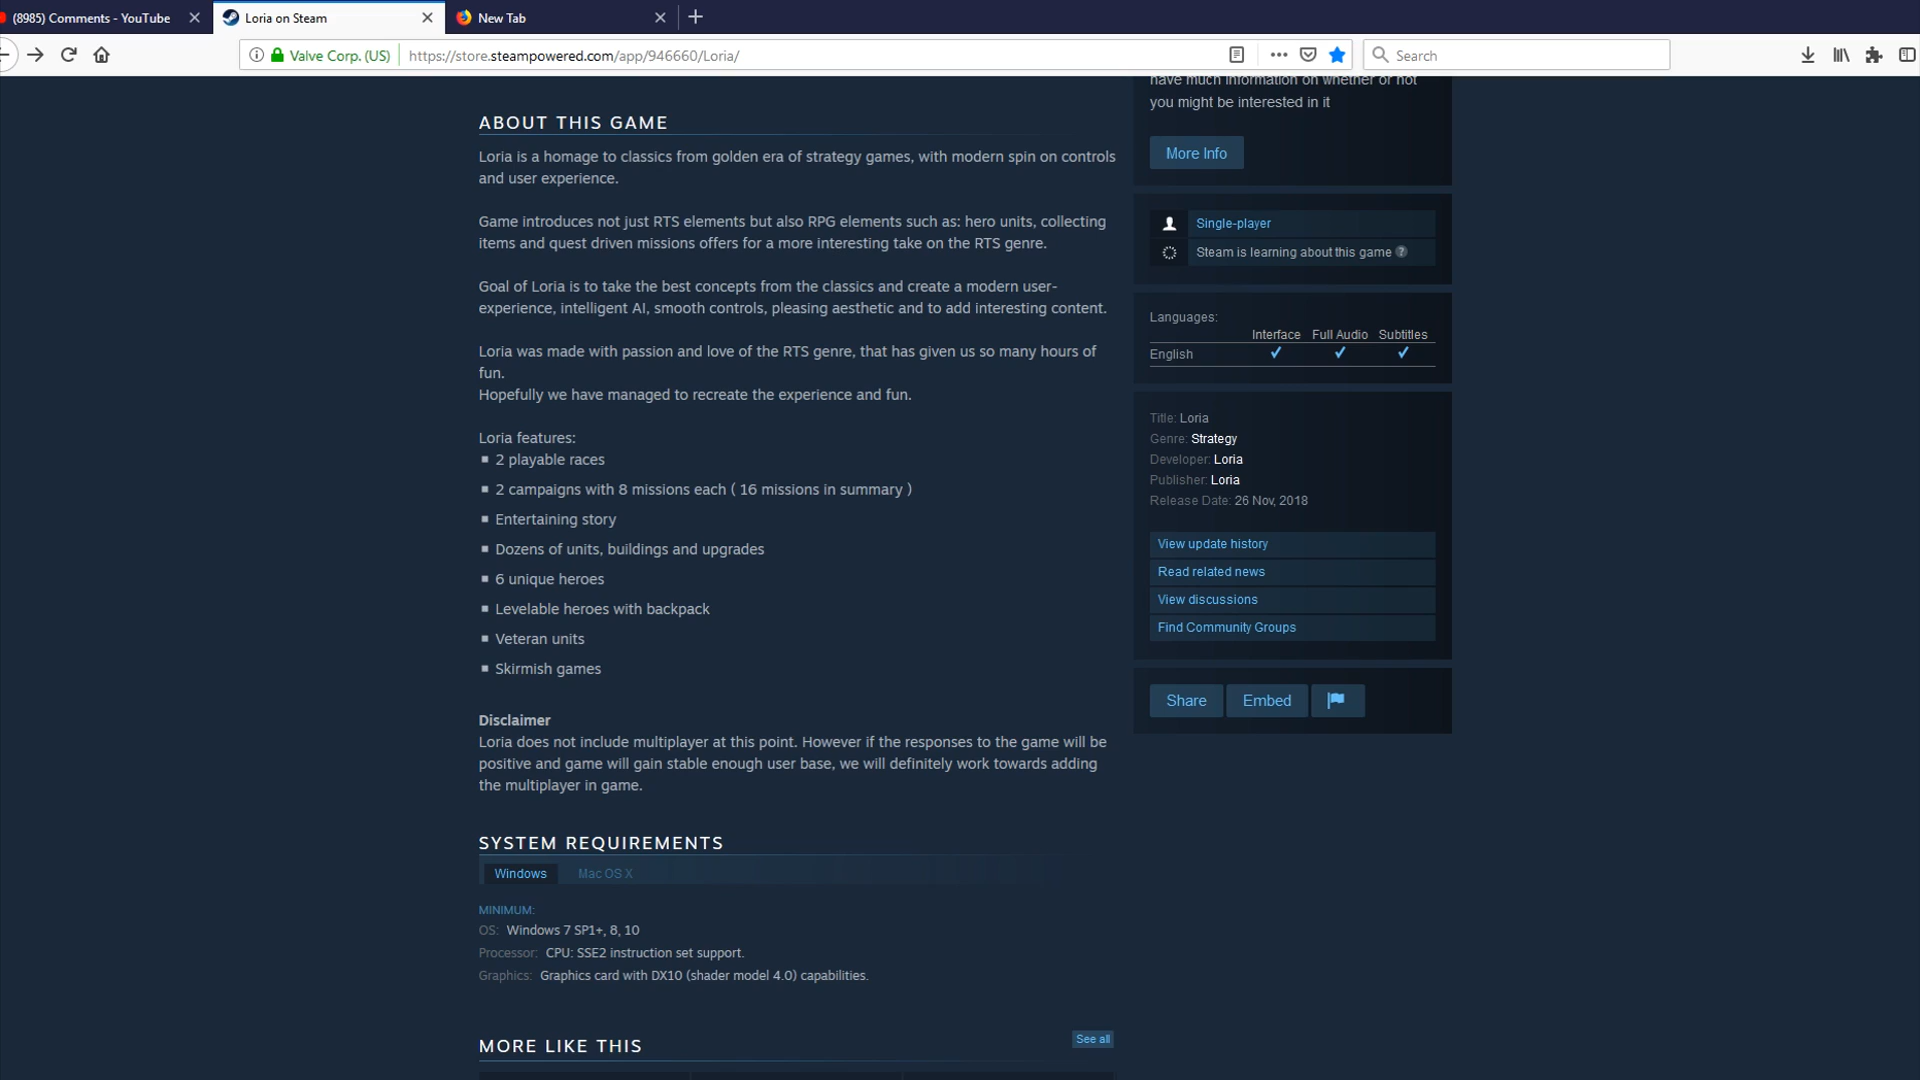 (8985) Comments - YouTube
Loria on Steam
New Tab
Valve Corp. (US)
https://store.steampowered.com/app/946660/Loria/
Search
have much information on whether or not
you might be interested in it
More Info
ABOUT THIS GAME
Loria is a homage to classics from golden era of strategy games, with modern spin on controls
and user experience.
Game introduces not just RTS elements but also RPG elements such as: hero units, collecting
items and quest driven missions offers for a more interesting take on the RTS genre.
Goal of Loria is to take the best concepts from the classics and create a modern user-
experience, intelligent AI, smooth controls, pleasing aesthetic and to add interesting content.
Loria was made with passion and love of the RTS genre, that has given us so many hours of
fun.
Hopefully we have managed to recreate the experience and fun.
Loria features:
2 playable races
2 campaigns with 8 missions each ( 16 missions in summary )
Entertaining story
Dozens of units, buildings and upgrades
6 unique heroes
Levelable heroes with backpack
Veteran units
Skirmish games
Disclaimer
Loria does not include multiplayer at this point. However if the responses to the game will be
positive and game will gain stable enough user base, we will definitely work towards adding
the multiplayer in game.
SYSTEM REQUIREMENTS
Windows
Mac OS X
MINIMUM:
OS: Windows 7 SP1+, 8, 10
Processor: CPU: SSE2 instruction set support.
Graphics: Graphics card with DX10 (shader model 4.0) capabilities.
MORE LIKE THIS
See all
Single-player
Steam is learning about this game ?
Languages:
Interface Full Audio Subtitles
English ✓ ✓ ✓
Title: Loria
Genre: Strategy
Developer: Loria
Publisher: Loria
Release Date: 26 Nov, 2018
View update history
Read related news
View discussions
Find Community Groups
Share
Embed